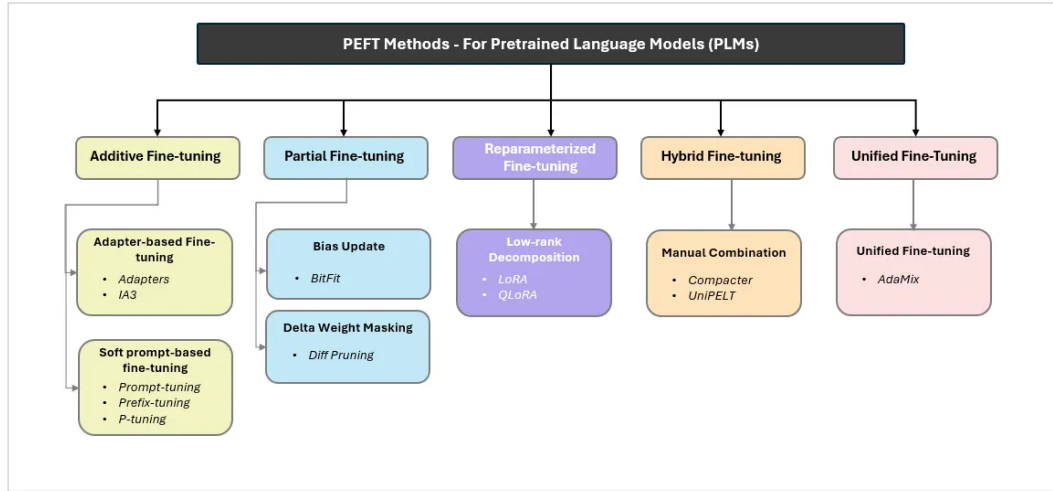 PEFT Methods - For Pretrained Language Models (PLMs)
Additive Fine-tuning
Partial Fine-tuning
Reparameterized
Fine-tuning
Hybrid Fine-tuning
Unified Fine-Tuning
Adapter-based Fine-
tuning
• Adapters
• IA3
Soft prompt-based
fine-tuning
• Prompt-tuning
• Prefix-tuning
• P-tuning
Bias Update
• BitFit
Delta Weight Masking
• Diff Pruning
Low-rank
Decomposition
• LoRA
• QLoRA
Manual Combination
• Compacter
• UniPELT
Unified Fine-tuning
• AdaMix